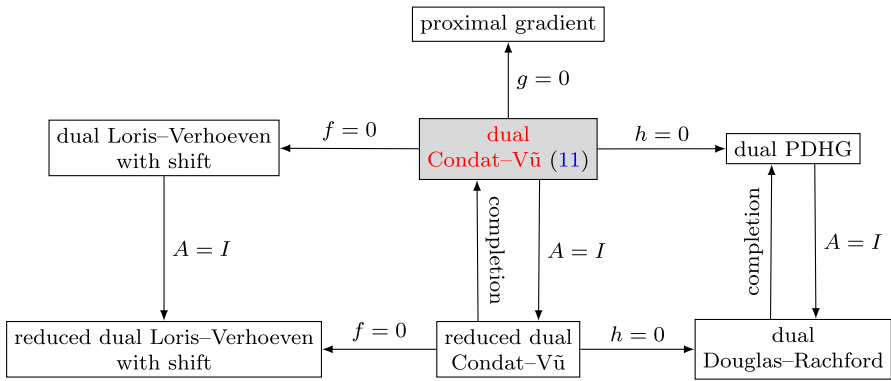 proximal gradient
g = 0
dual Loris–Verhoeven
with shift
f = 0
dual
Condat–Vũ (11)
h = 0
dual PDHG
A = I
completion
A = I
completion
A = I
reduced dual Loris–Verhoeven
with shift
f = 0
reduced dual
Condat–Vũ
h = 0
dual
Douglas–Rachford